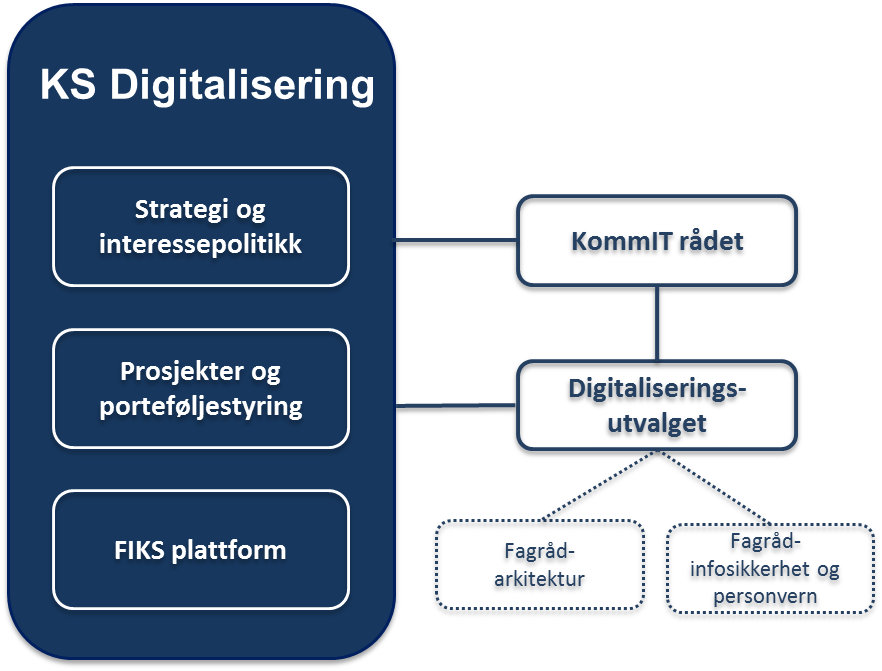 KS Digitalisering
Strategi og
interessepolitikk
Prosjekter og
porteføljestyring
FIKS plattform
KommIT rådet
Digitaliserings-
utvalget
Fagråd-
arkitektur
Fagråd-
infosikkerhet og
personvern